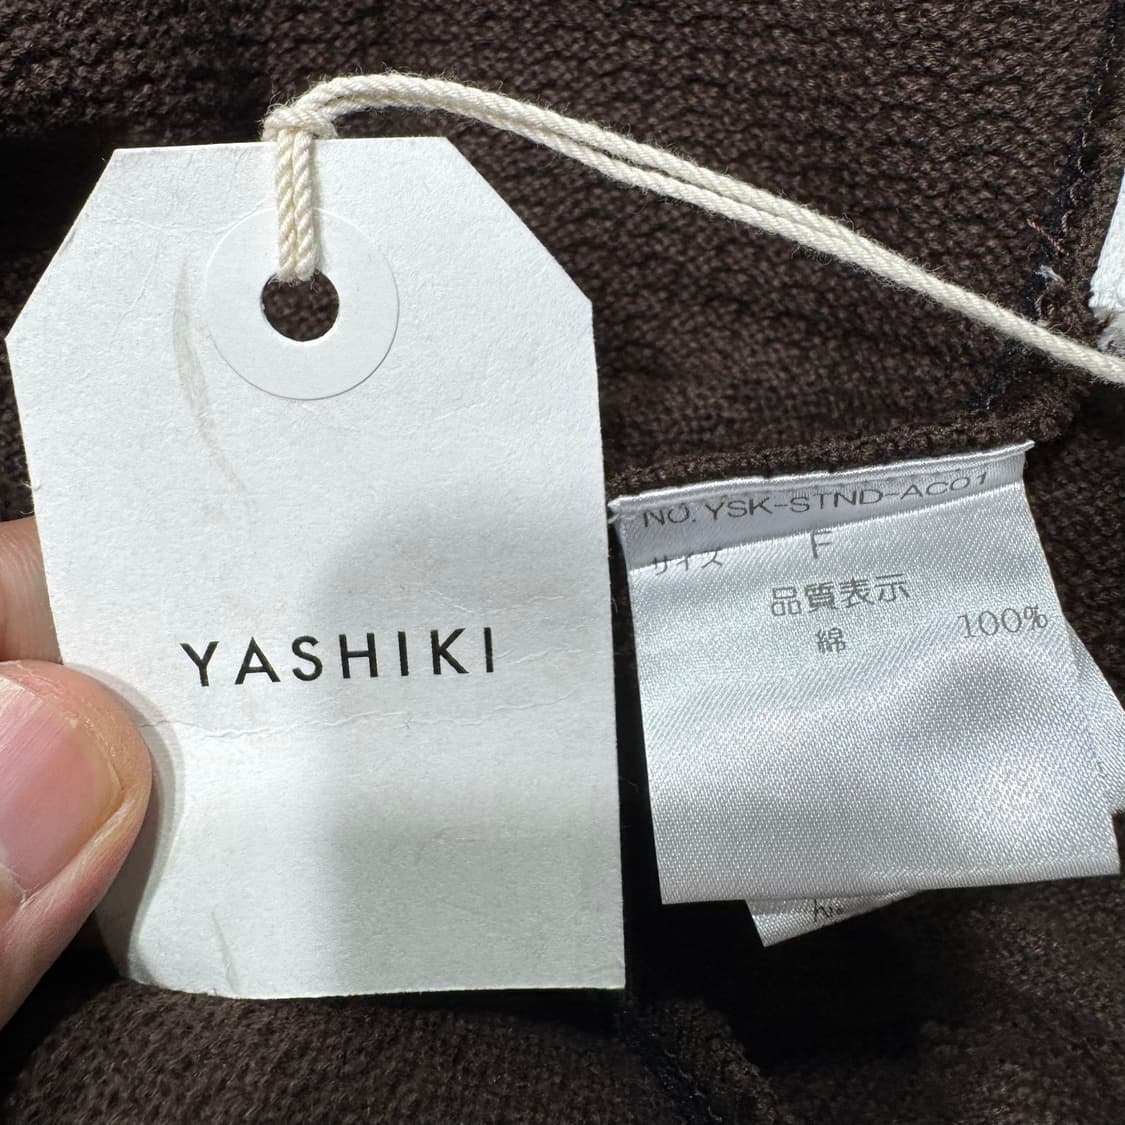 YASHIKI
NO. YSK-STND-AC01
サイズ F
品質表示
綿 100%